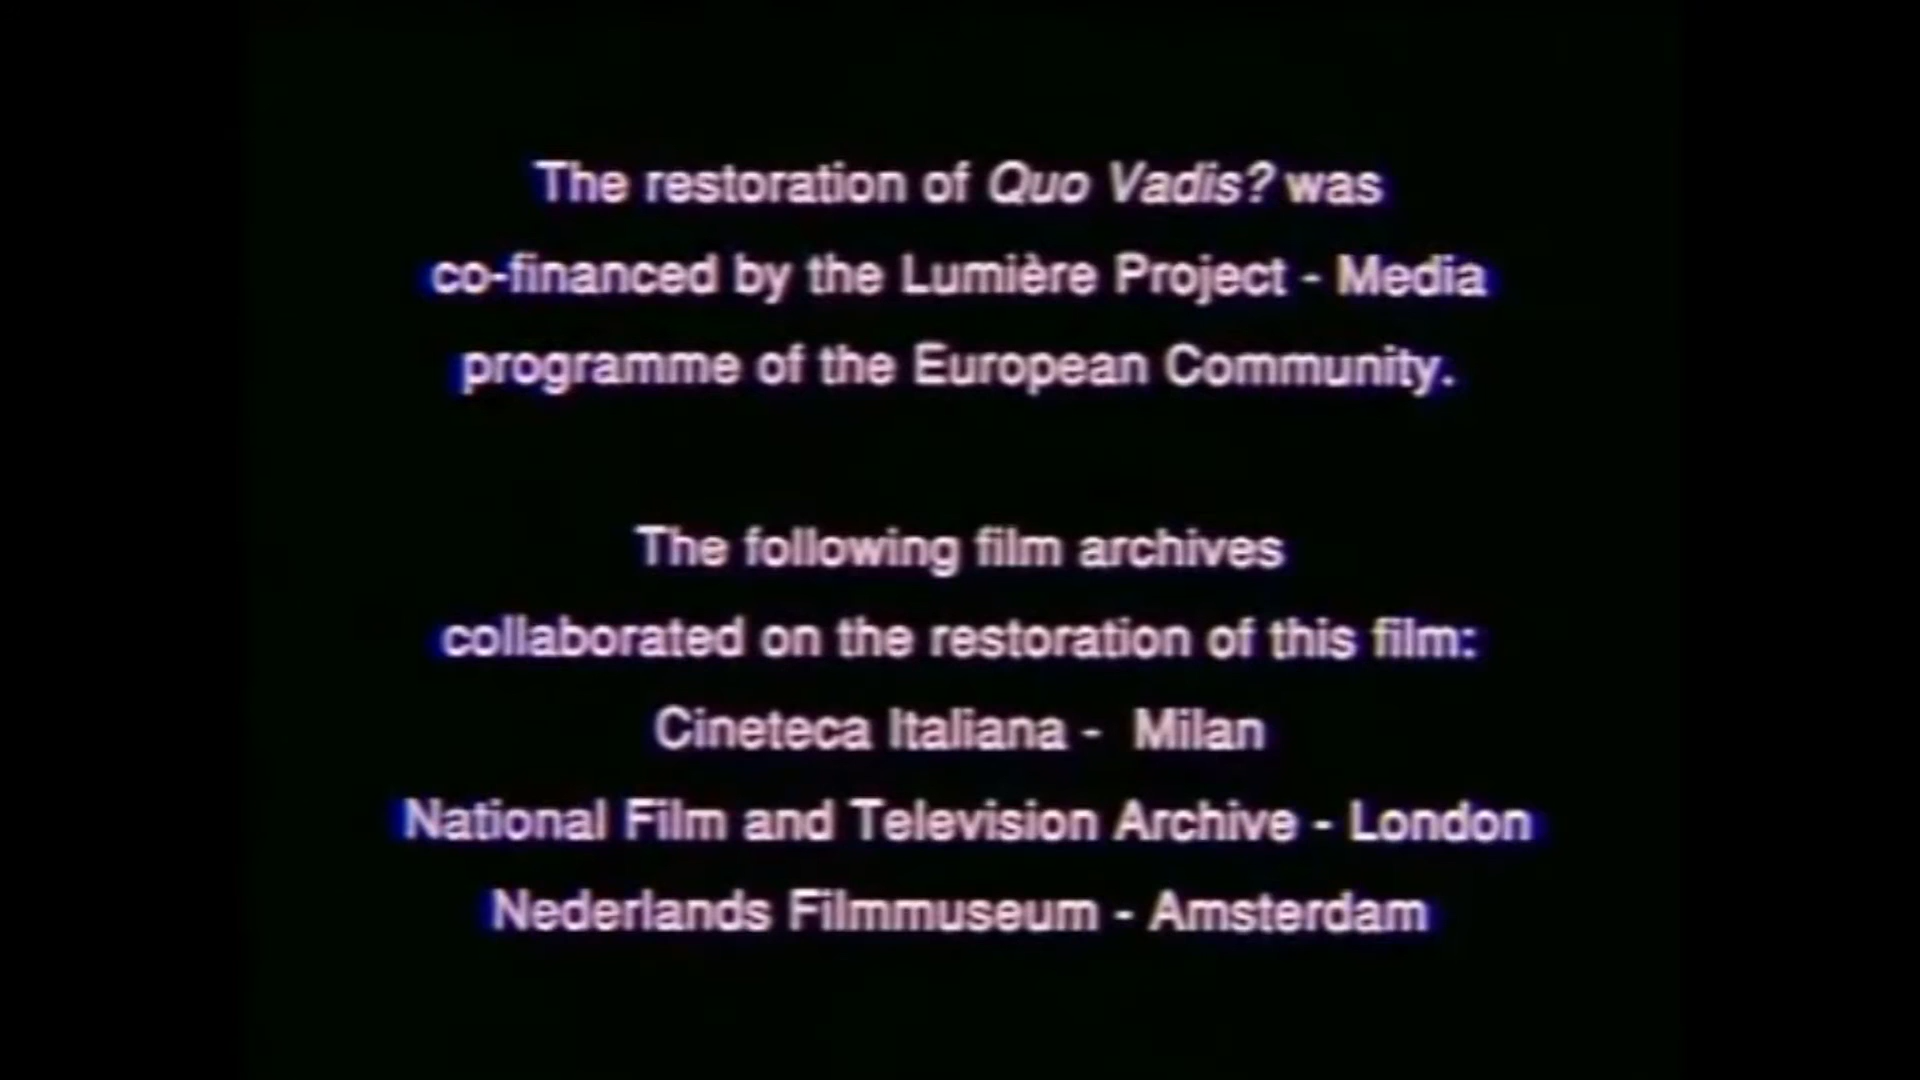 The restoration of Quo Vadis? was
co-financed by the Lumière Project - Media
programme of the European Community.
The following film archives
collaborated on the restoration of this film:
Cineteca Italiana - Milan
National Film and Television Archive - London
Nederlands Filmmuseum - Amsterdam